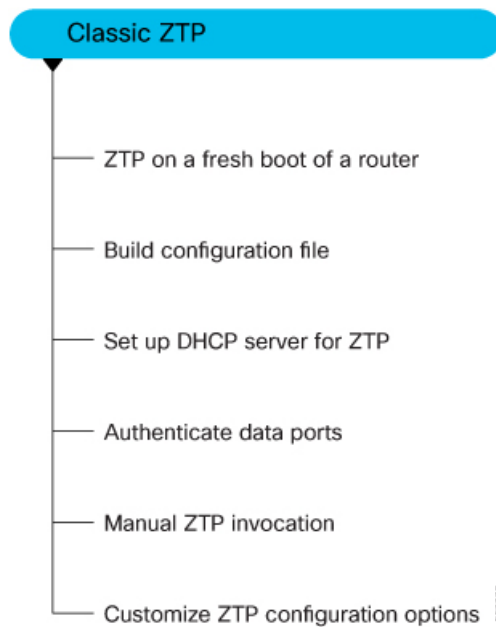 Classic ZTP
ZTP on a fresh boot of a router
Build configuration file
Set up DHCP server for ZTP
Authenticate data ports
Manual ZTP invocation
Customize ZTP configuration options